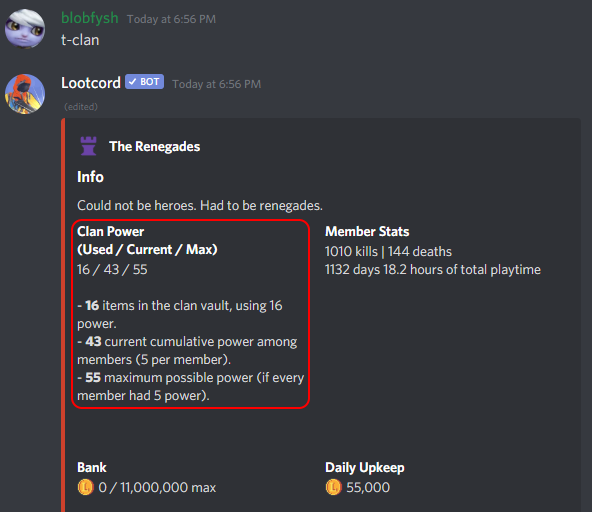 blobfysh Today at 6:56 PM
t-clan
Lootcord ✓ BOT Today at 6:56 PM
(edited)
The Renegades
Info
Could not be heroes. Had to be renegades.
Clan Power
(Used / Current / Max)
16 / 43 / 55
- 16 items in the clan vault, using 16
power.
- 43 current cumulative power among
members (5 per member).
- 55 maximum possible power (if every
member had 5 power).
Member Stats
1010 kills | 144 deaths
1132 days 18.2 hours of total playtime
Bank
0 / 11,000,000 max
Daily Upkeep
55,000